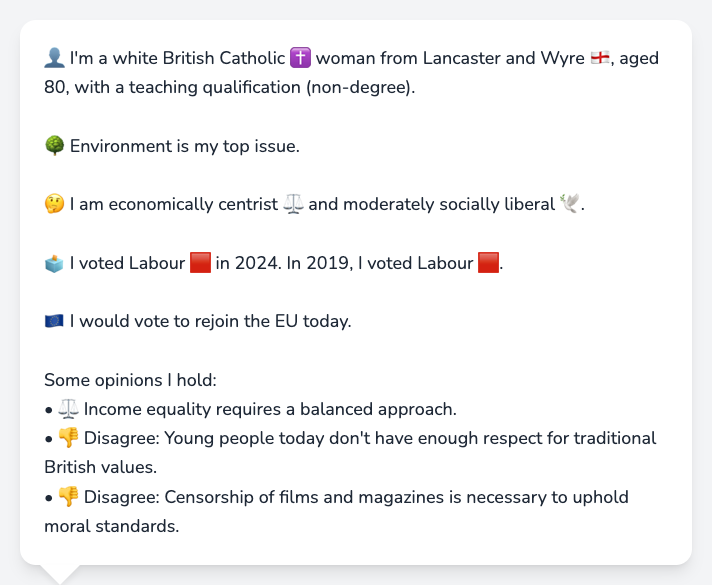 👤 I'm a white British Catholic ✝️ woman from Lancaster and Wyre 🏴󠁧󠁢󠁥󠁮󠁧󠁿, aged
80, with a teaching qualification (non-degree).
🌳 Environment is my top issue.
🤔 I am economically centrist ⚖️ and moderately socially liberal 🕊️.
🗳️ I voted Labour 🟥 in 2024. In 2019, I voted Labour 🟥.
🇪🇺 I would vote to rejoin the EU today.
Some opinions I hold:
• ⚖️ Income equality requires a balanced approach.
• 👎 Disagree: Young people today don't have enough respect for traditional
British values.
• 👎 Disagree: Censorship of films and magazines is necessary to uphold
moral standards.